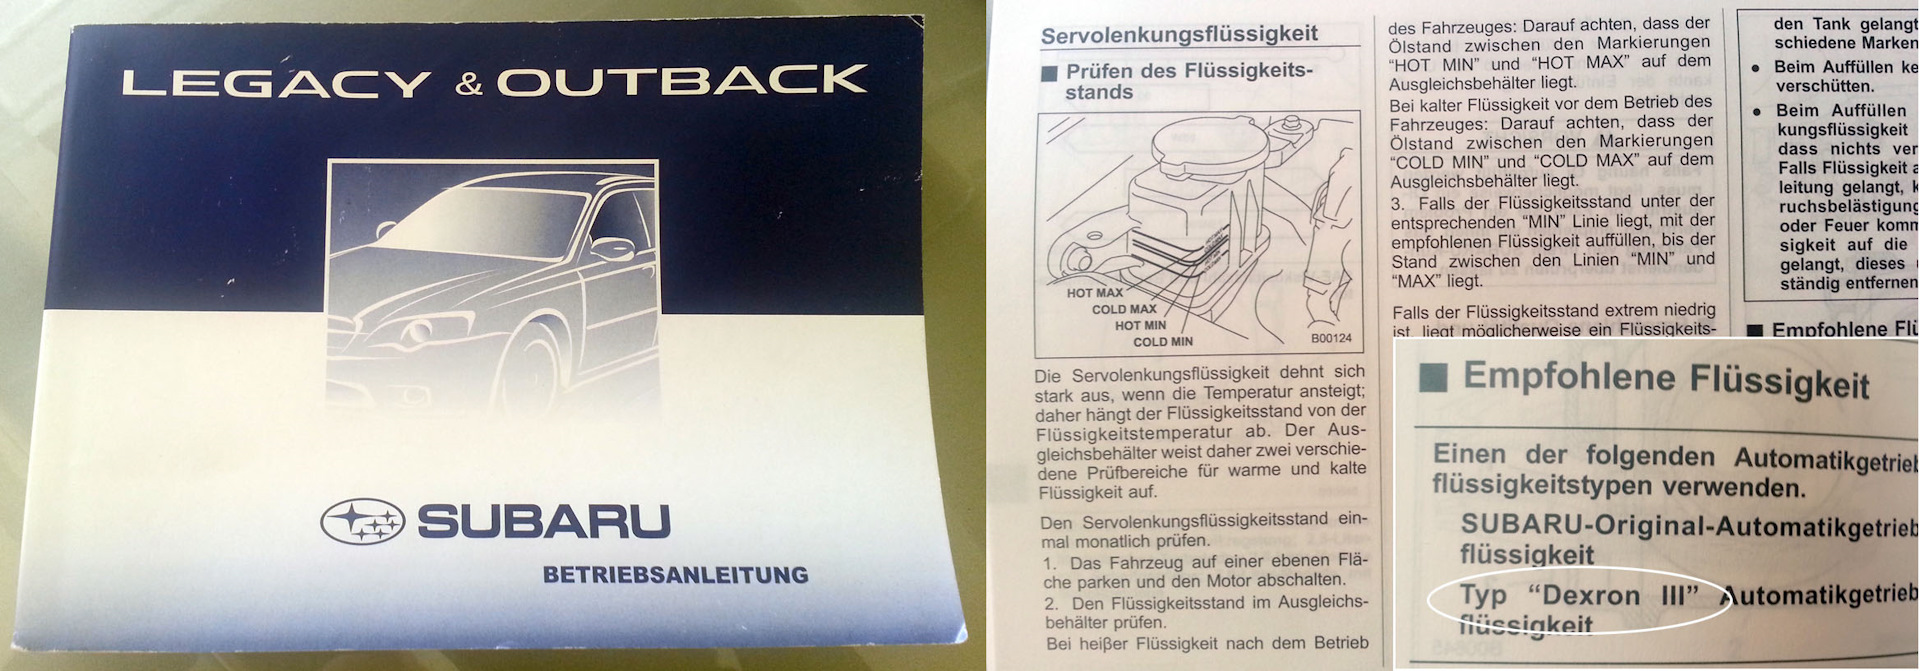 LEGACY & OUTBACK
SUBARU
BETRIEBSANLEITUNG
Servolenkungsflüssigkeit
■ Prüfen des Flüssigkeits-
stands
HOT MAX
COLD MAX
HOT MIN
COLD MIN
B00124
Die Servolenkungsflüssigkeit dehnt sich
stark aus, wenn die Temperatur ansteigt;
daher hängt der Flüssigkeitsstand von der
Flüssigkeitstemperatur ab. Der Aus-
gleichsbehälter weist daher zwei verschie-
dene Prüfbereiche für warme und kalte
Flüssigkeit auf.
Den Servolenkungsflüssigkeitsstand ein-
mal monatlich prüfen.
1. Das Fahrzeug auf einer ebenen Flä-
che parken und den Motor abschalten.
2. Den Flüssigkeitsstand im Ausgleichs-
behälter prüfen.
Bei heißer Flüssigkeit nach dem Betrieb
des Fahrzeuges: Darauf achten, dass der
Ölstand zwischen den Markierungen
“HOT MIN” und “HOT MAX” auf dem
Ausgleichsbehälter liegt.
Bei kalter Flüssigkeit vor dem Betrieb des
Fahrzeuges: Darauf achten, dass der
Ölstand zwischen den Markierungen
“COLD MIN” und “COLD MAX” auf dem
Ausgleichsbehälter liegt.
3. Falls der Flüssigkeitsstand unter der
entsprechenden “MIN” Linie liegt, mit der
empfohlenen Flüssigkeit auffüllen, bis der
Stand zwischen den Linien “MIN” und
“MAX” liegt.
Falls der Flüssigkeitsstand extrem niedrig
ist, liegt möglicherweise ein Flüssigkeits-
den Tank gelangt
schiedene Marken
● Beim Auffüllen ke
verschütten.
● Beim Auffüllen
kungsflüssigkeit
dass nichts ver
Falls Flüssigkeit a
leitung gelangt, k
ruchsbelästigung
oder Feuer komm
sigkeit auf die
gelangt, dieses
ständig entfernen
■ Empfohlene Flü
■ Empfohlene Flüssigkeit
Einen der folgenden Automatikgetrieb
flüssigkeitstypen verwenden.
SUBARU-Original-Automatikgetrieb
flüssigkeit
Typ “Dexron III” Automatikgetrieb
flüssigkeit